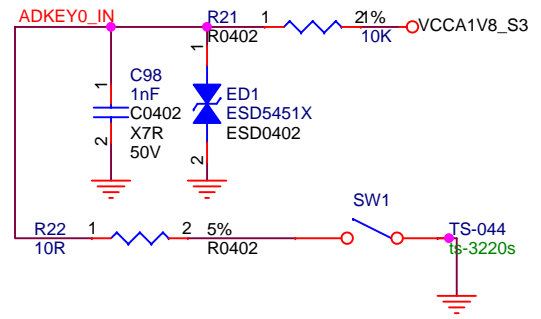 ADKEY0_IN
R21 1 2 1%
R0402 10K
VCCA1V8_S3
1
C98
1nF
C0402
X7R
50V
2
1
ED1
ESD5451X
ESD0402
2
SW1
R22 1 2 5%
10R R0402
TS-044
ts-3220s